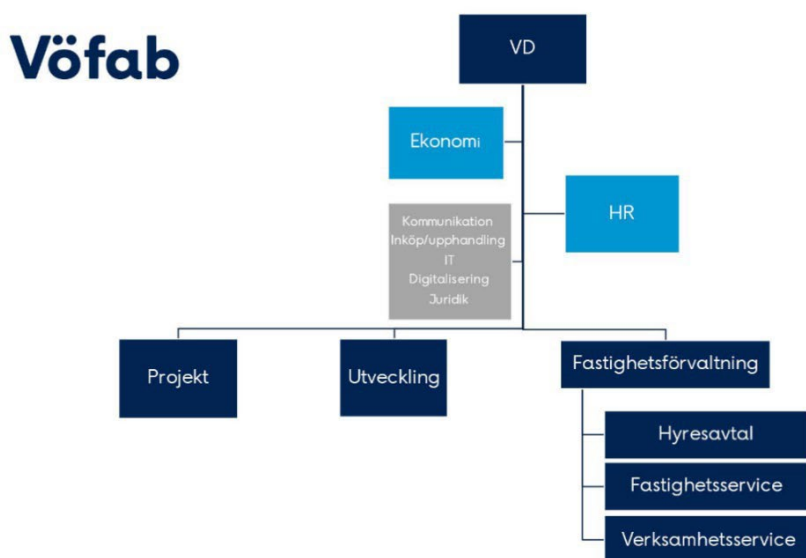 Vöfab
VD
Ekonomi
HR
Kommunikation
Inköp/upphandling
IT
Digitalisering
Juridik
Projekt
Utveckling
Fastighetsförvaltning
Hyresavtal
Fastighetsservice
Verksamhetsservice